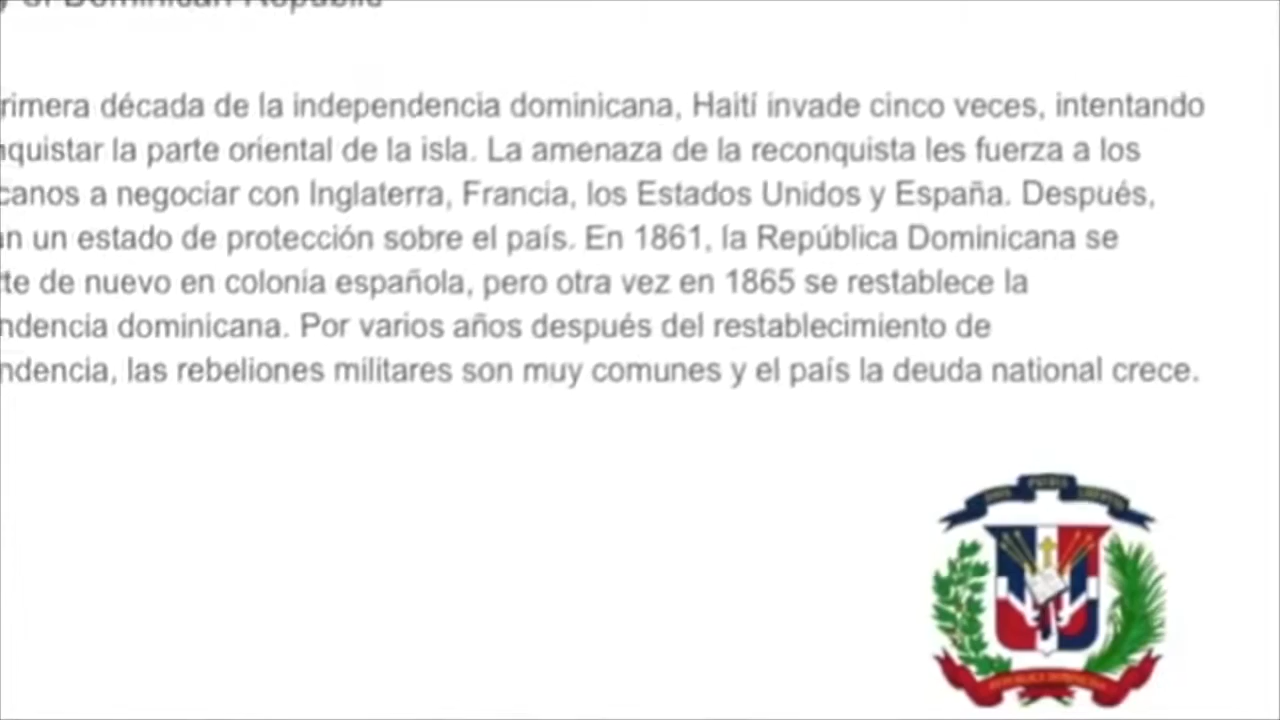 y of Dominican Republic
rimera década de la independencia dominicana, Haití invade cinco veces, intentando
nquistar la parte oriental de la isla. La amenaza de la reconquista les fuerza a los
canos a negociar con Inglaterra, Francia, los Estados Unidos y España. Después,
an un estado de protección sobre el país. En 1861, la República Dominicana se
te de nuevo en colonia española, pero otra vez en 1865 se restablece la
ndencia dominicana. Por varios años después del restablecimiento de
ndencia, las rebeliones militares son muy comunes y el país la deuda national crece.